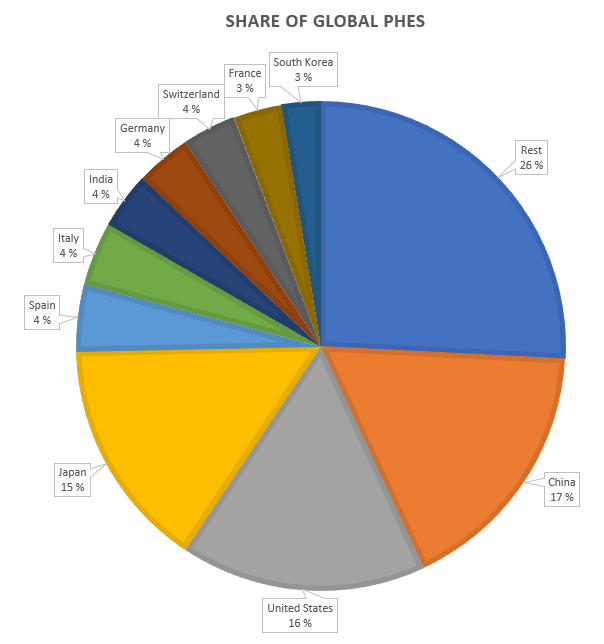 SHARE OF GLOBAL PHES
South Korea
3 %
France
3 %
Switzerland
4 %
Germany
4 %
India
4 %
Italy
4 %
Spain
4 %
Japan
15 %
United States
16 %
China
17 %
Rest
26 %